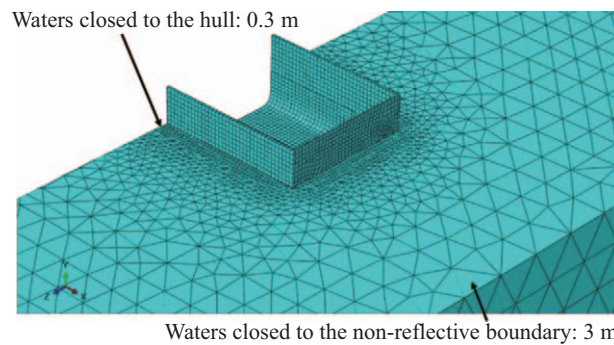 Waters closed to the hull: 0.3 m
Y
Z
X
Waters closed to the non-reflective boundary: 3 m